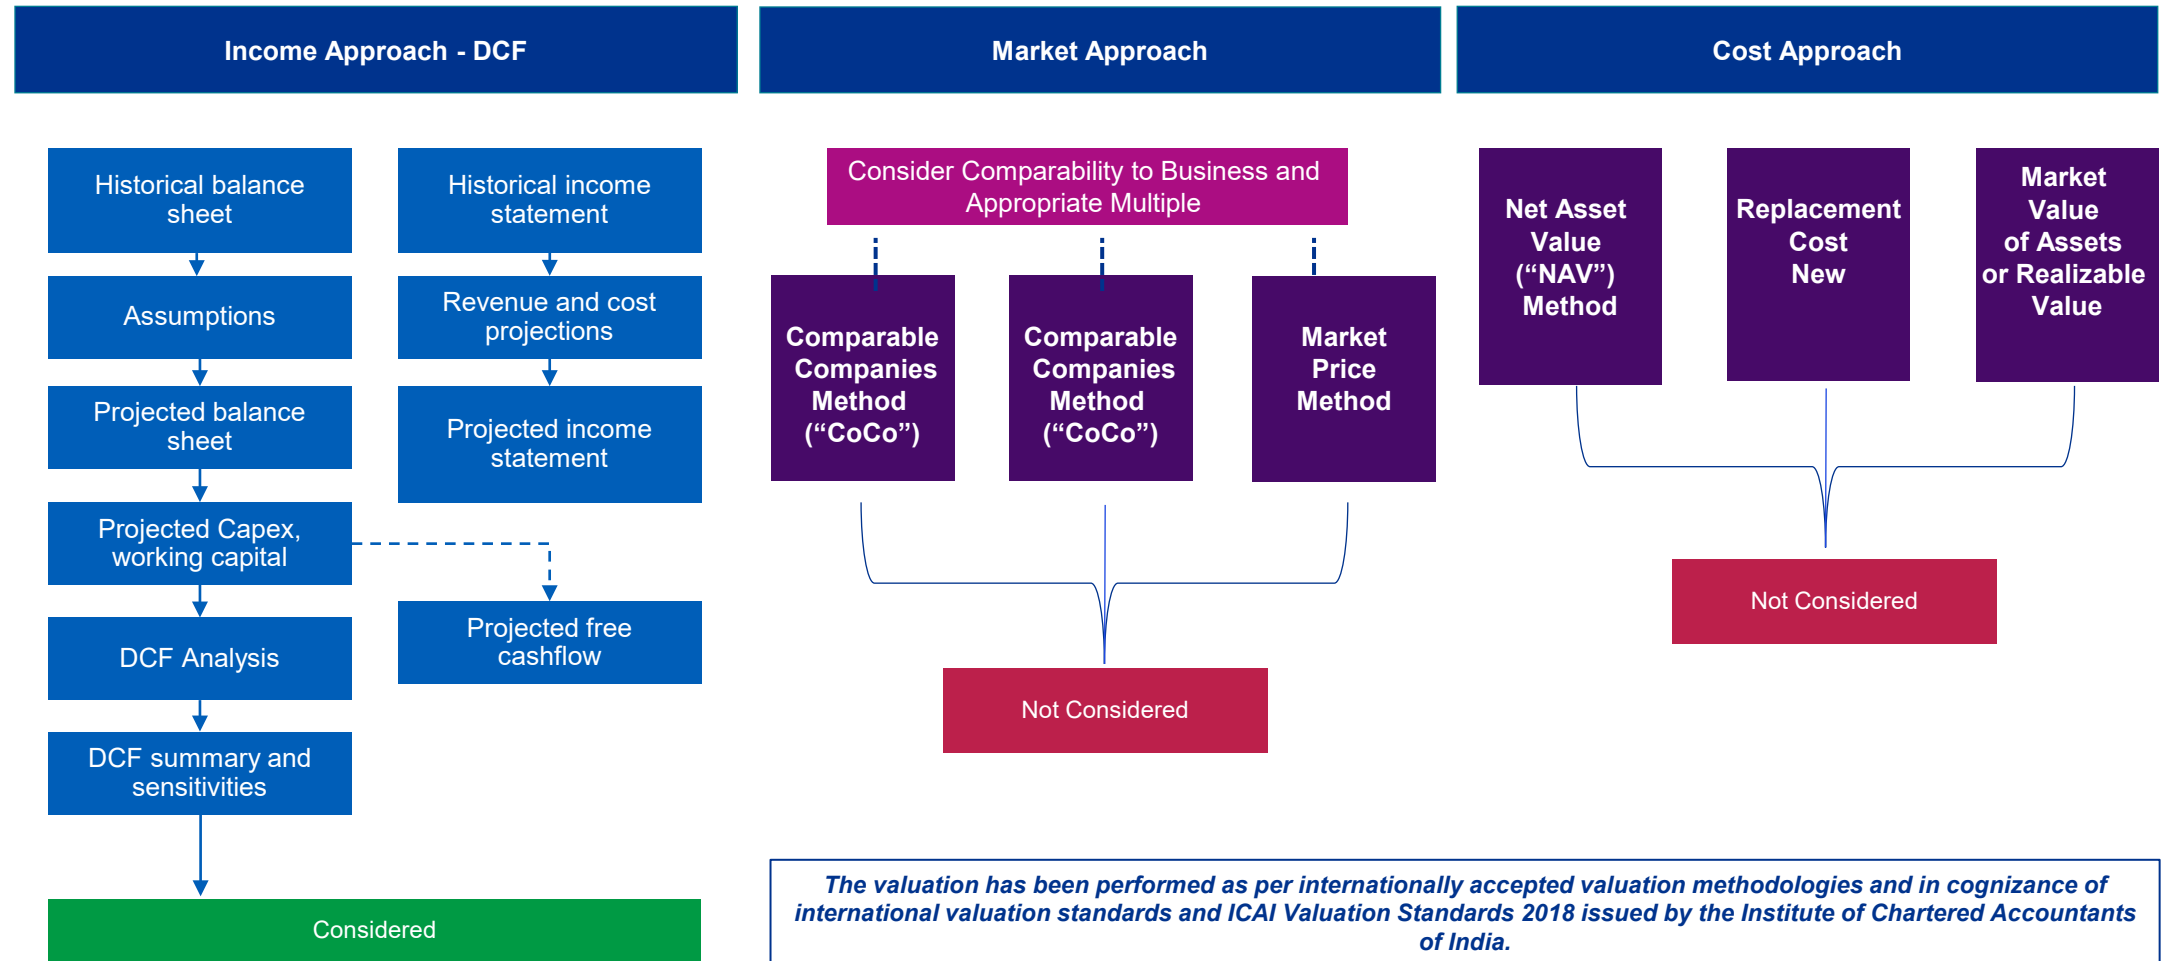 Income Approach - DCF
Historical balance
sheet
Historical income
statement
Assumptions
Revenue and cost
projections
Projected balance
sheet
Projected income
statement
Projected Capex,
working capital
Projected free
cashflow
DCF Analysis
DCF summary and
sensitivities
Considered
Market Approach
Consider Comparability to Business and
Appropriate Multiple
Comparable
Companies
Method
(“CoCo”)
Comparable
Companies
Method
(“CoCo”)
Market
Price
Method
Not Considered
Cost Approach
Net Asset
Value
(“NAV”)
Method
Replacement
Cost
New
Market
Value
of Assets
or Realizable
Value
Not Considered
The valuation has been performed as per internationally accepted valuation methodologies and in cognizance of
international valuation standards and ICAI Valuation Standards 2018 issued by the Institute of Chartered Accountants
of India.